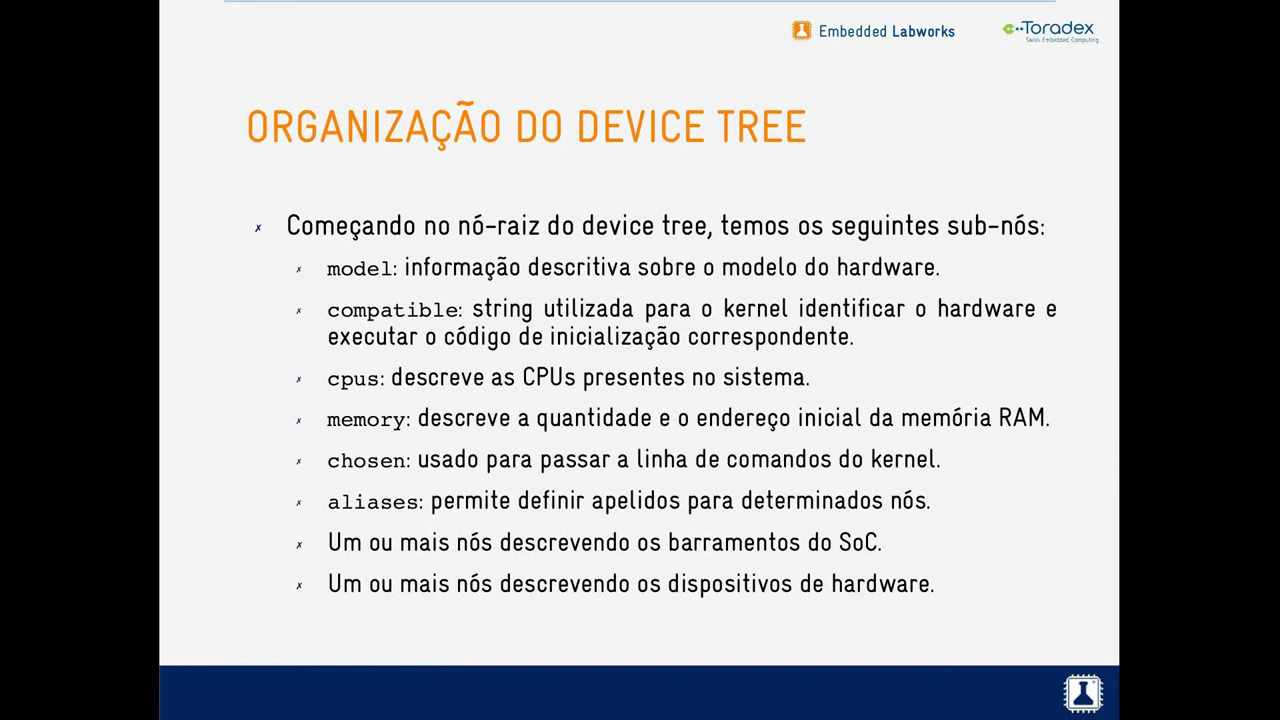 Embedded Labworks
Toradex
Swiss. Embedded. Computing.
ORGANIZAÇÃO DO DEVICE TREE
Começando no nó-raiz do device tree, temos os seguintes sub-nós:
model: informação descritiva sobre o modelo do hardware.
compatible: string utilizada para o kernel identificar o hardware e
executar o código de inicialização correspondente.
cpus: descreve as CPUs presentes no sistema.
memory: descreve a quantidade e o endereço inicial da memória RAM.
chosen: usado para passar a linha de comandos do kernel.
aliases: permite definir apelidos para determinados nós.
Um ou mais nós descrevendo os barramentos do SoC.
Um ou mais nós descrevendo os dispositivos de hardware.